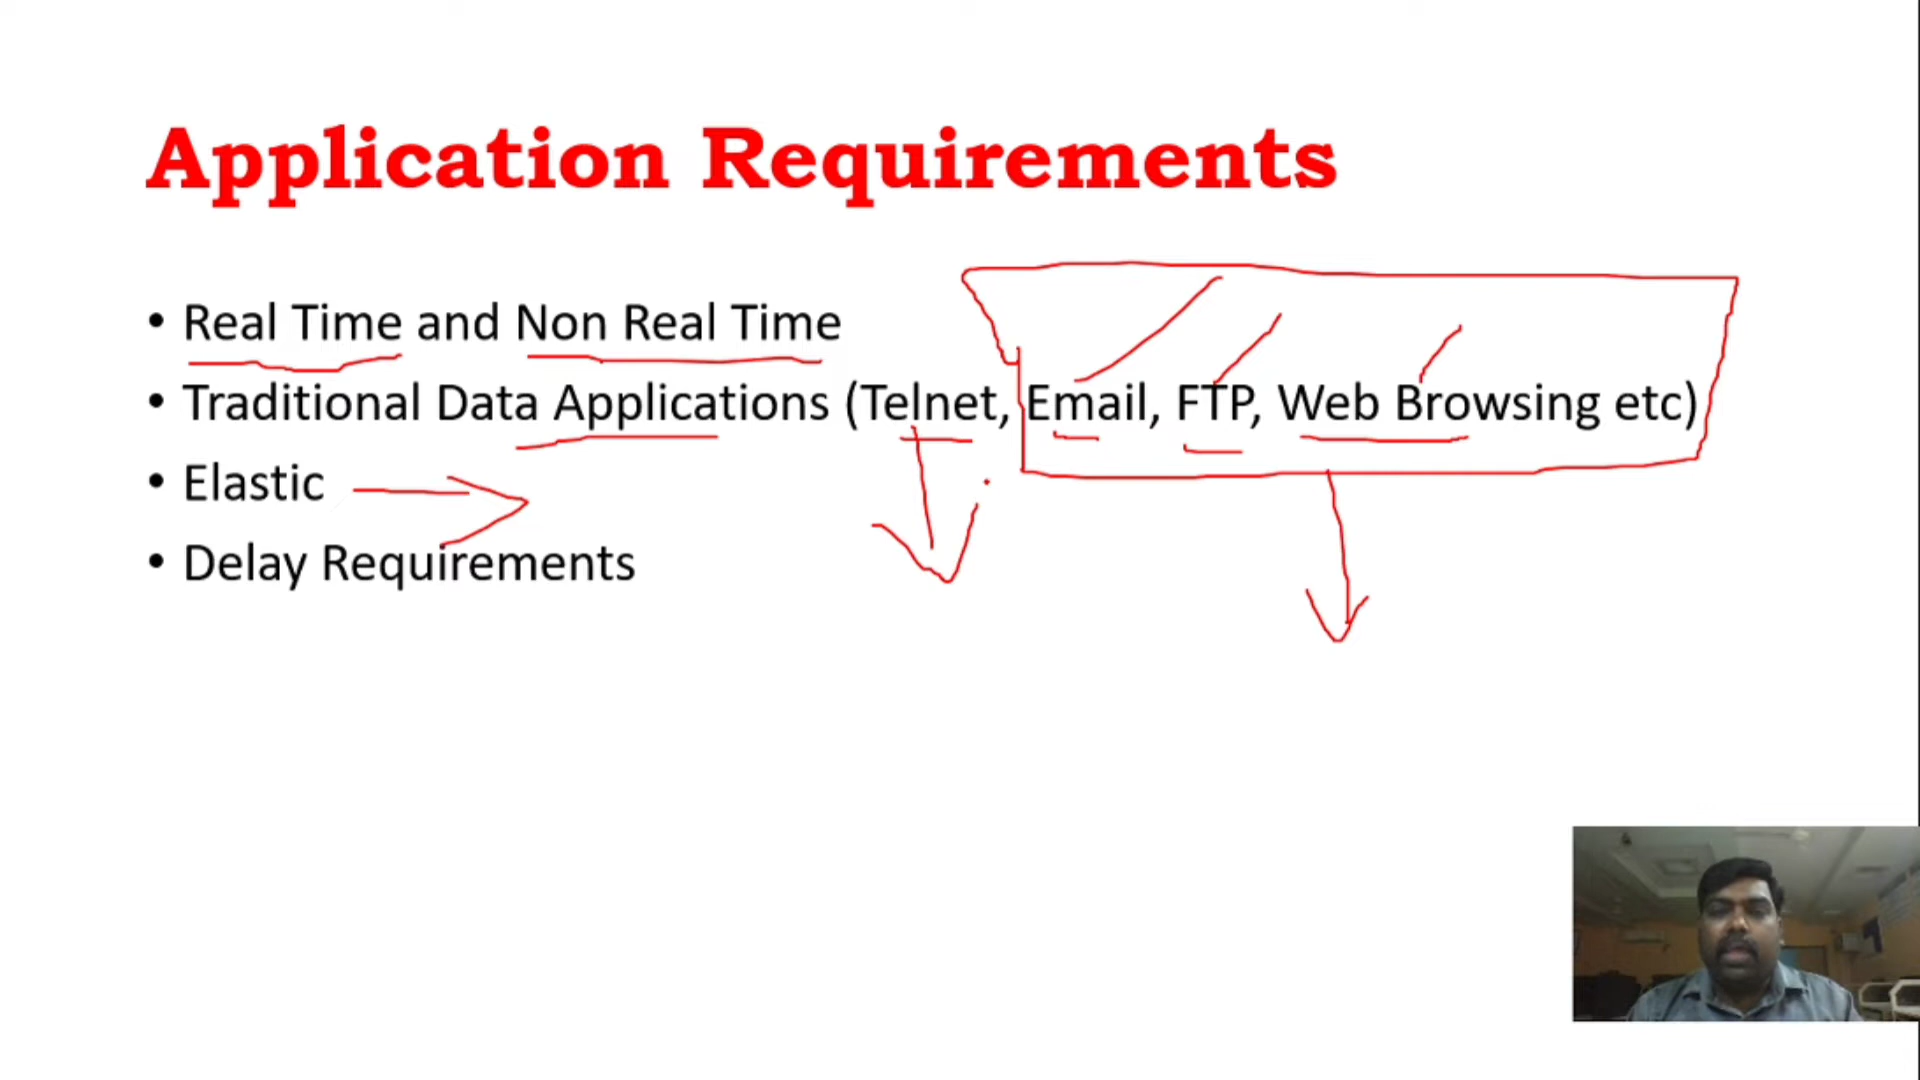 Application Requirements
• Real Time and Non Real Time
• Traditional Data Applications (Telnet, Email, FTP, Web Browsing etc)
• Elastic
• Delay Requirements